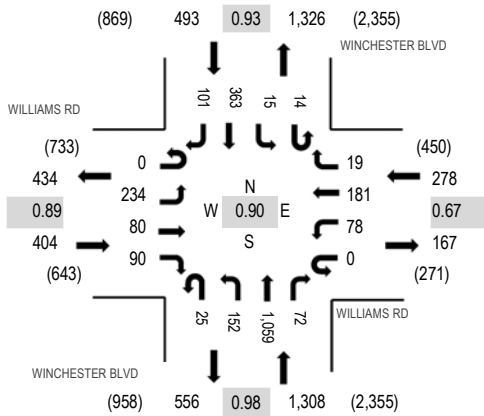 (869) 493 0.93 1,326 (2,355)
WINCHESTER BLVD
101 363 15 14
WILLIAMS RD
(733) (450)
434 0 19 278
234 N 181
0.89 W 0.90 E 0.67
80 S 78
404 90 0 167
(643) (271)
25 152 1,059 72
WILLIAMS RD
WINCHESTER BLVD
(958) 556 0.98 1,308 (2,355)